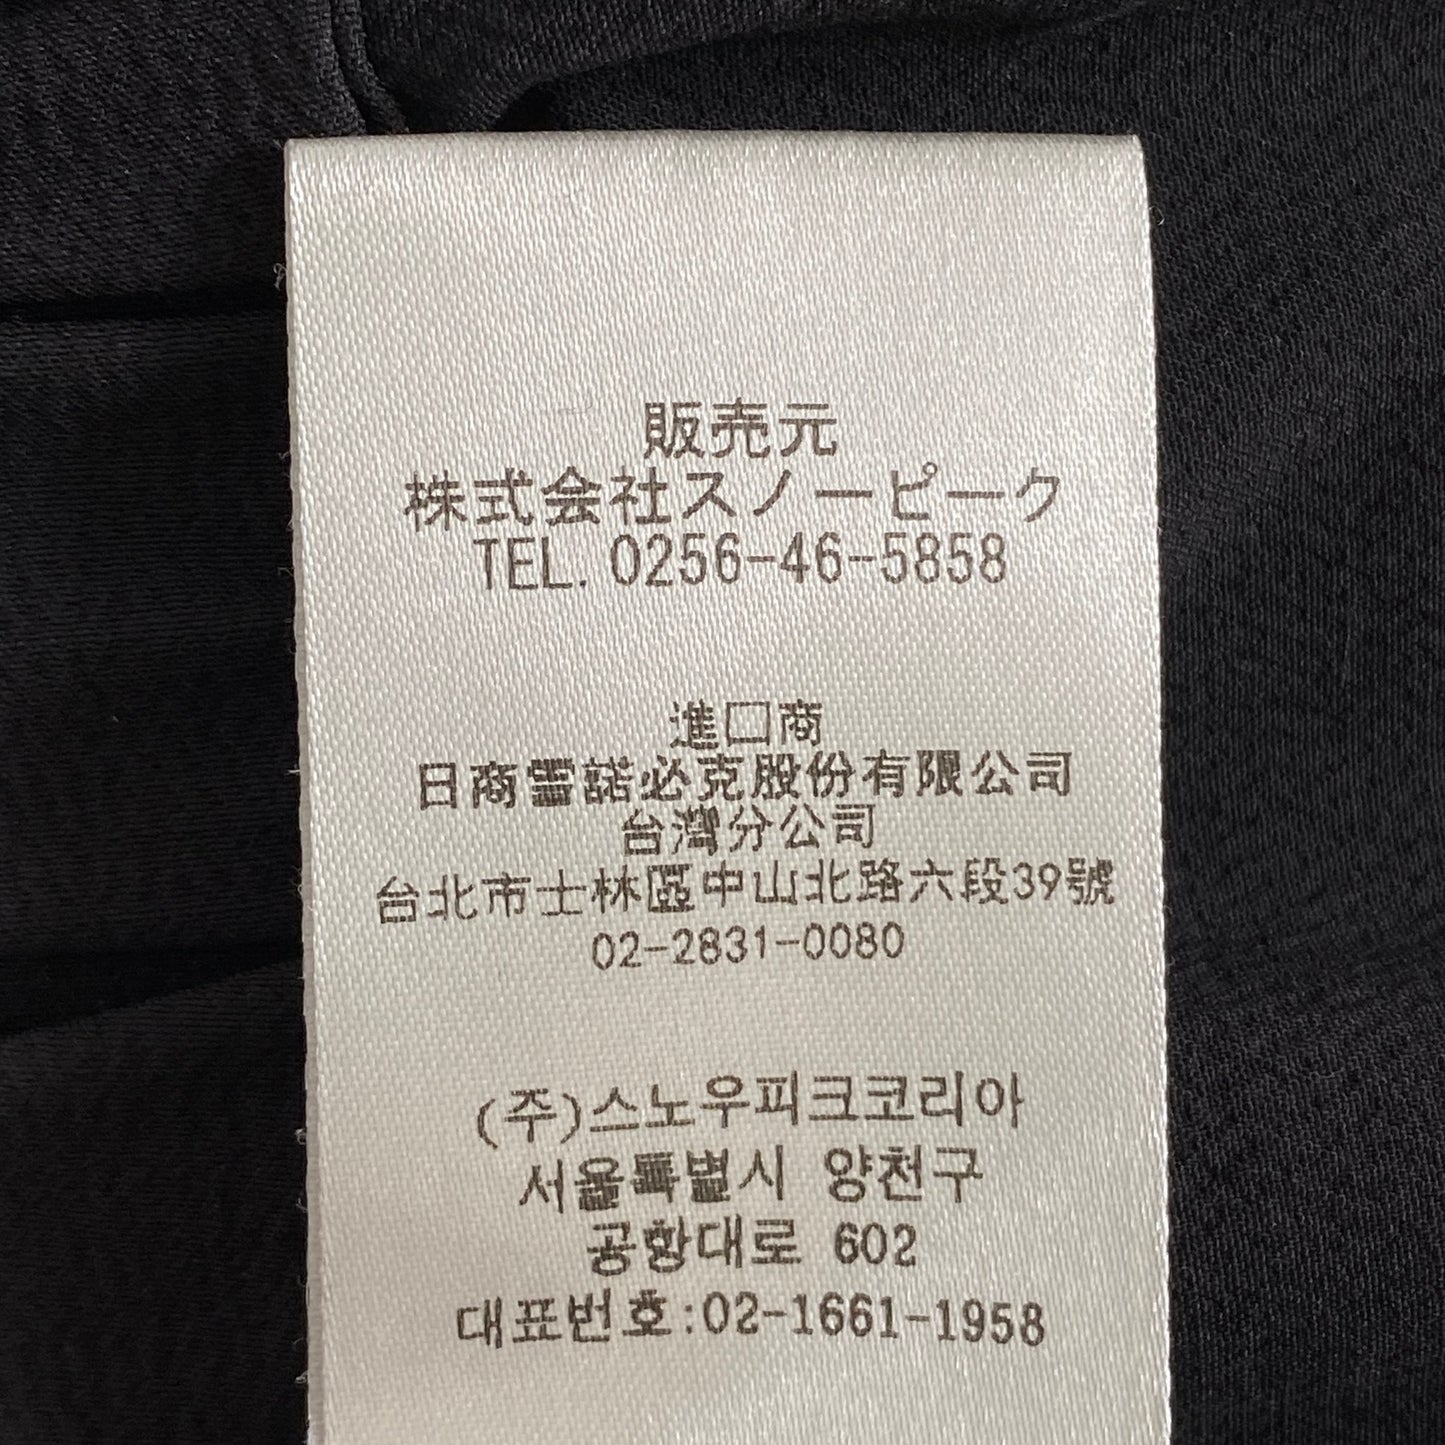 販売元
株式会社スノーピーク
TEL. 0256-46-5858
進口商
日商雪諾必克股份有限公司
台灣分公司
台北市士林區中山北路六段39號
02-2831-0080
(주)스노우피크코리아
서울특별시 양천구
공항대로 602
대표번호:02-1661-1958